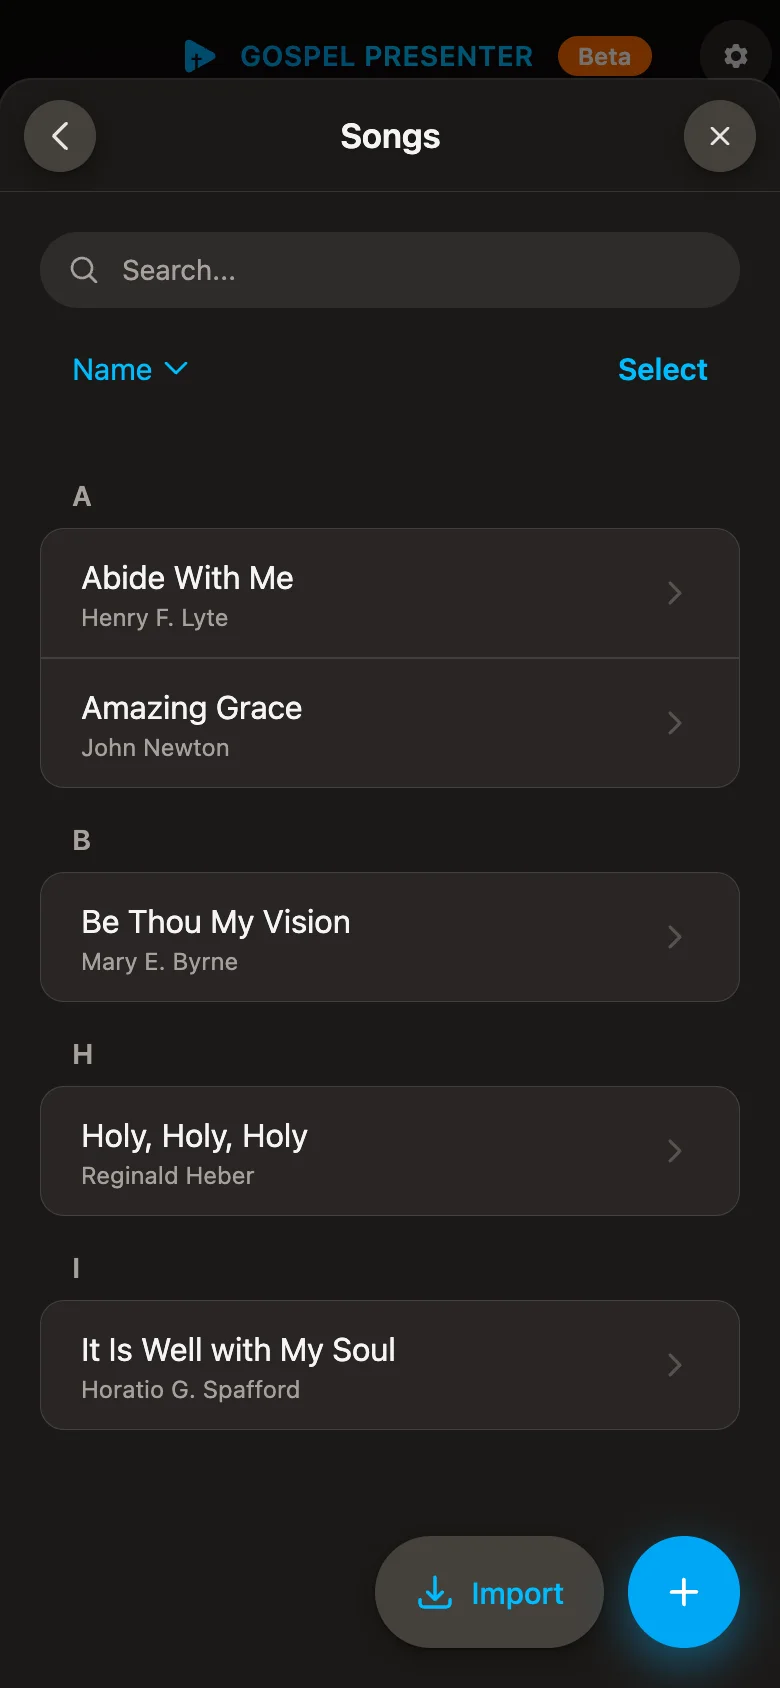 GOSPEL PRESENTER
Beta
Songs
Search...
Name
Select
A
Abide With Me
Henry F. Lyte
Amazing Grace
John Newton
B
Be Thou My Vision
Mary E. Byrne
H
Holy, Holy, Holy
Reginald Heber
I
It Is Well with My Soul
Horatio G. Spafford
Import